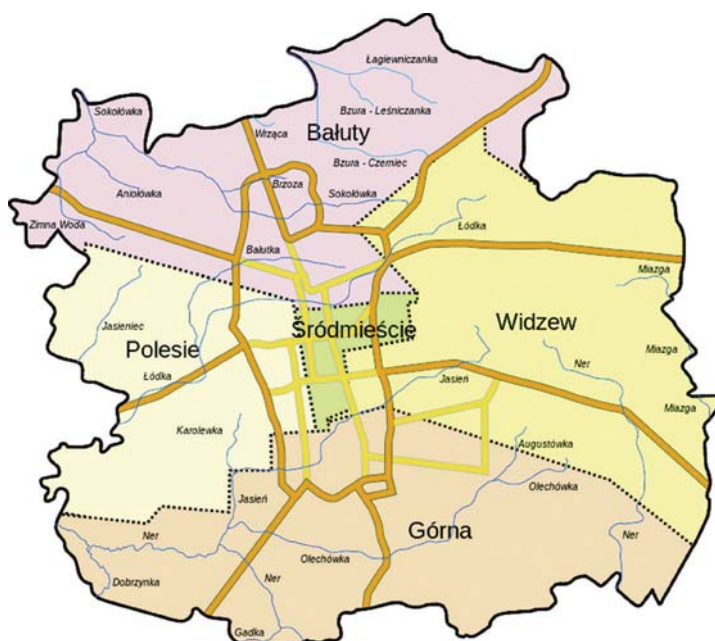 Łagiewniczanka
Sokołówka
Bzura - Leśniczanka
Wrząca
Bałuty
Bzura - Czerniec
Brzoza
Aniołówka
Sokołówka
Zimna Woda
Łódka
Bałutka
Miazga
Jasieniec
Śródmieście
Widzew
Polesie
Miazga
Ner
Łódka
Jasień
Miazga
Karolewka
Augustówka
Jasień
Olechówka
Górna
Ner
Olechówka
Ner
Dobrzynka
Ner
Gadka